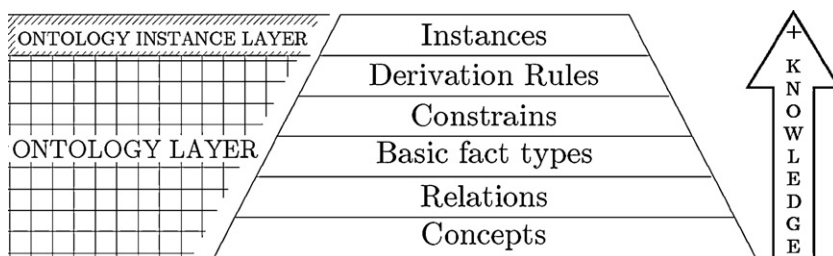 ONTOLOGY INSTANCE LAYER
ONTOLOGY LAYER
Instances
Derivation Rules
Constrains
Basic fact types
Relations
Concepts
+ KNOWLEDGE